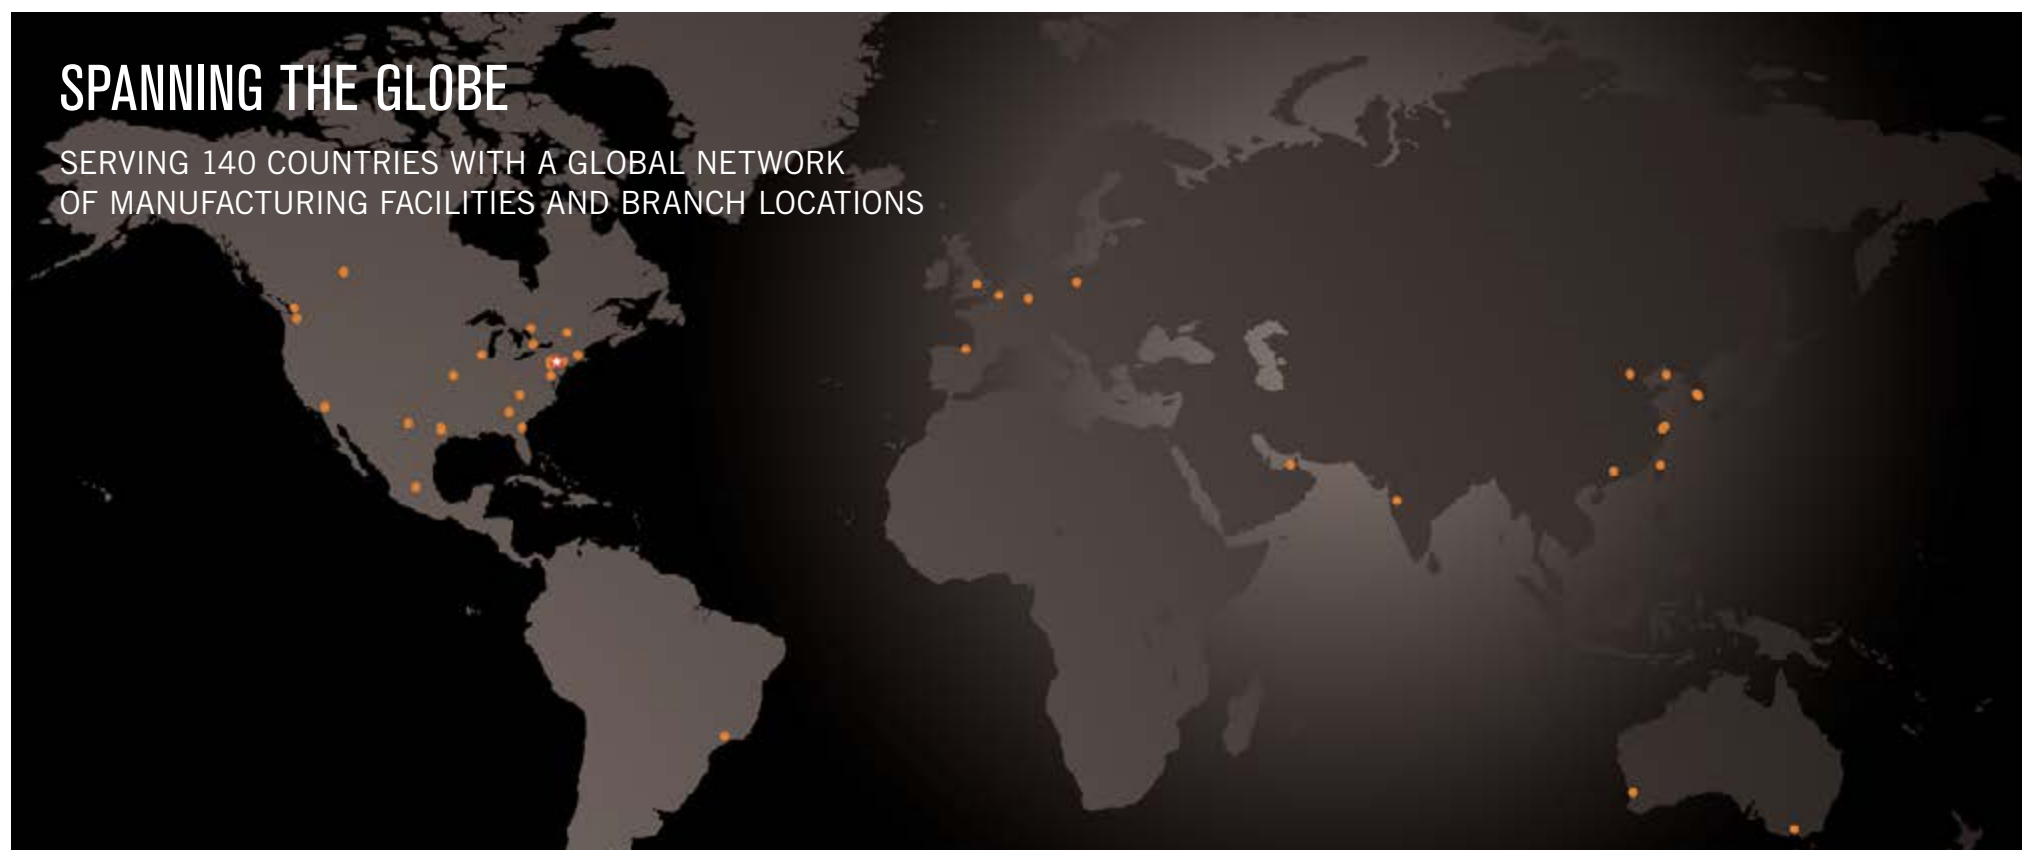 SPANNING THE GLOBE
SERVING 140 COUNTRIES WITH A GLOBAL NETWORK
OF MANUFACTURING FACILITIES AND BRANCH LOCATIONS